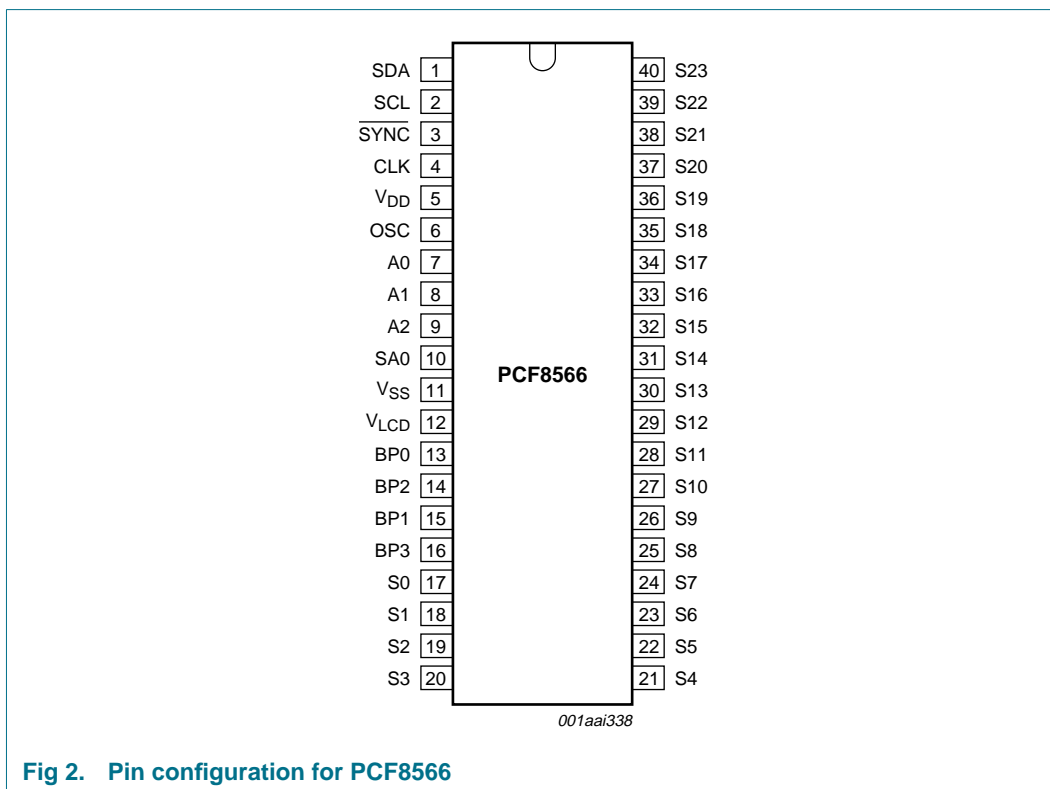 SDA 1 40 S23
SCL 2 39 S22
S̅Y̅N̅C̅ 3 38 S21
CLK 4 37 S20
VDD 5 36 S19
OSC 6 35 S18
A0 7 34 S17
A1 8 33 S16
A2 9 32 S15
SA0 10 31 S14
PCF8566
VSS 11 30 S13
VLCD 12 29 S12
BP0 13 28 S11
BP2 14 27 S10
BP1 15 26 S9
BP3 16 25 S8
S0 17 24 S7
S1 18 23 S6
S2 19 22 S5
S3 20 21 S4
001aai338
Fig 2. Pin configuration for PCF8566